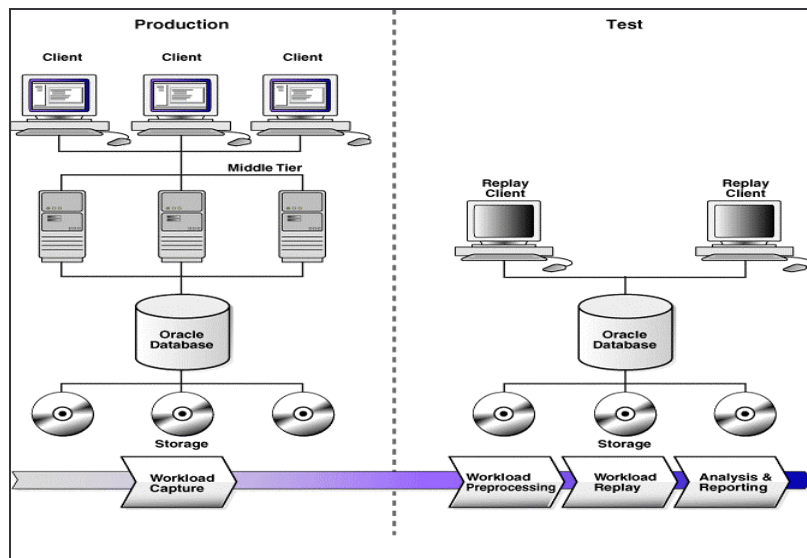 Production
Test
Client
Client
Client
Middle Tier
Replay
Client
Replay
Client
Oracle
Database
Oracle
Database
Storage
Storage
Workload
Capture
Workload
Preprocessing
Workload
Replay
Analysis &
Reporting